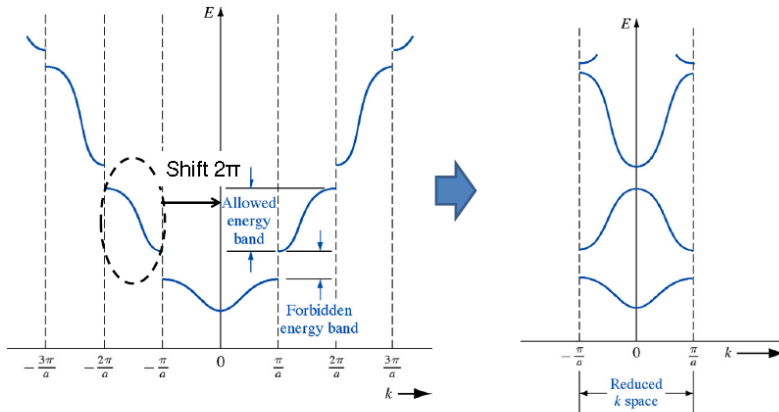 E
Shift 2π
Allowed
energy
band
Forbidden
energy band
-3π/a
-2π/a
-π/a
0
π/a
2π/a
3π/a
k
E
-π/a
0
π/a
k
Reduced
k space